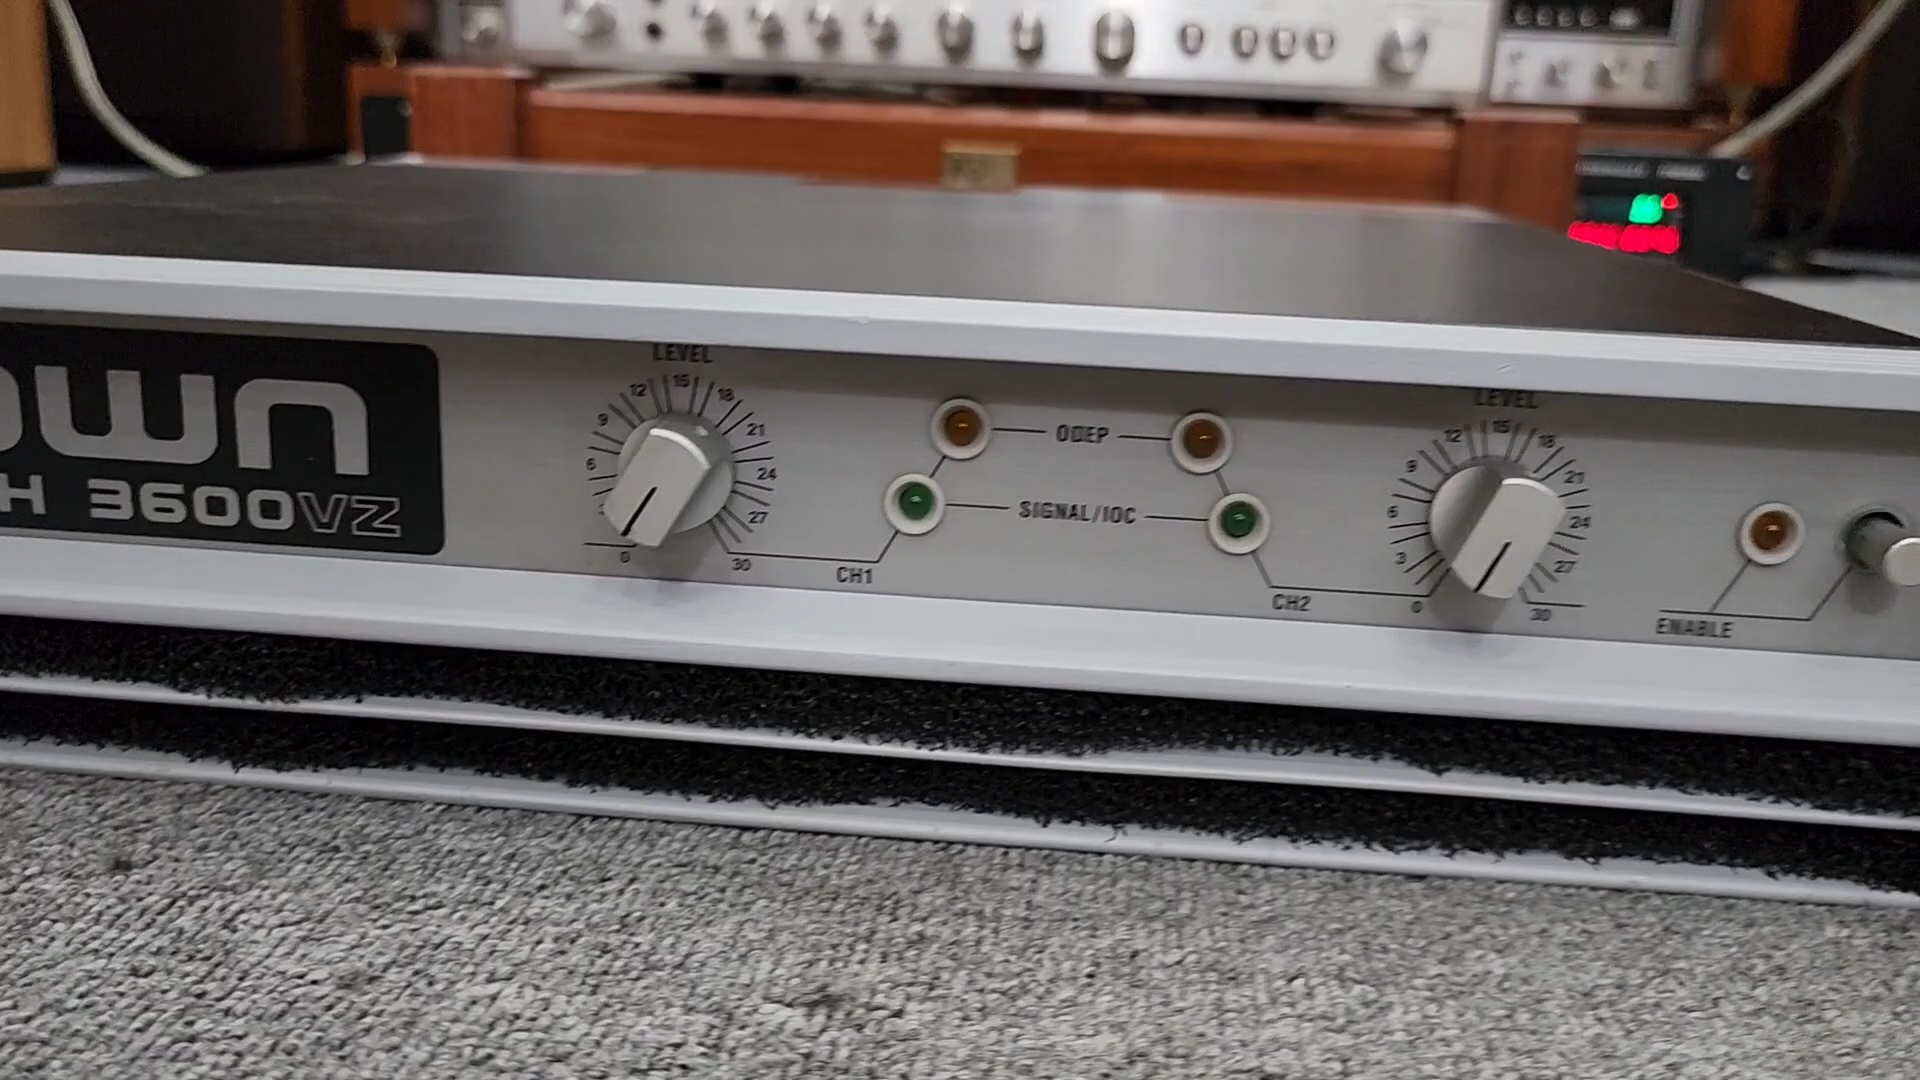 OWN
H 3600VZ
LEVEL
0
6
9
12
15
18
21
24
27
30
CH1
ODEP
SIGNAL/IOC
CH2
LEVEL
0
3
6
9
12
15
18
21
24
27
30
ENABLE